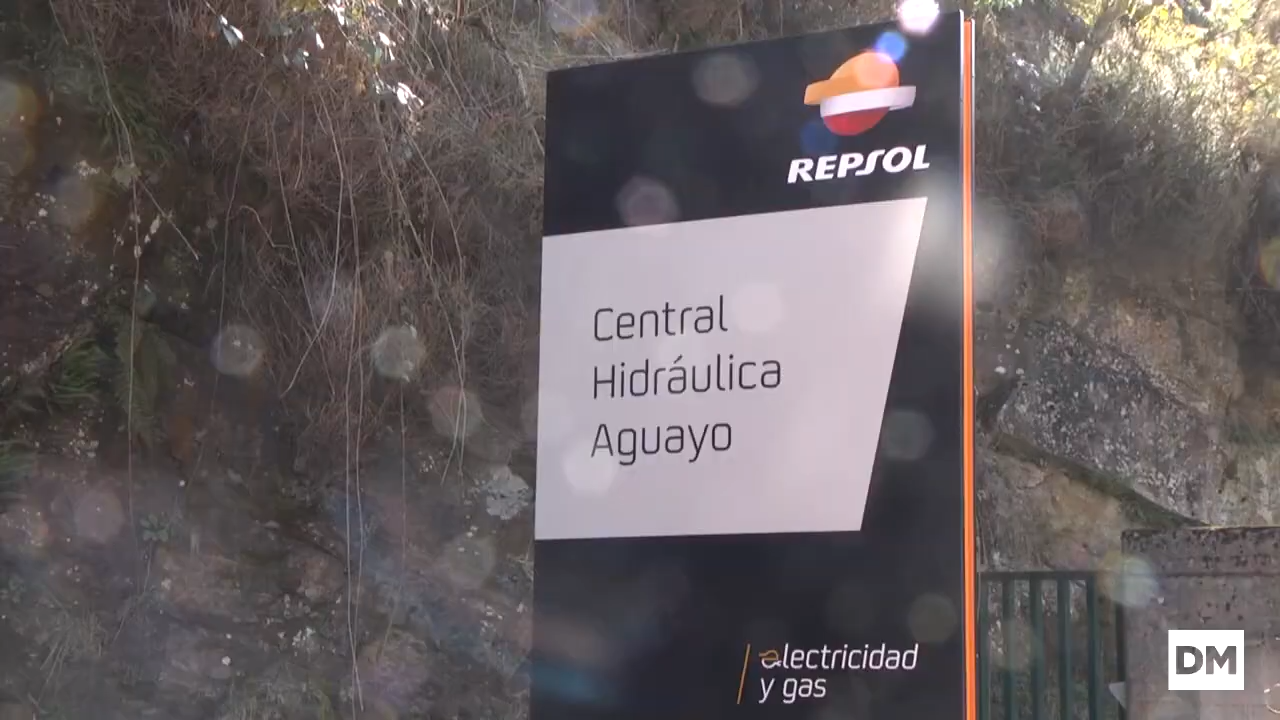 REPSOL
Central
Hidráulica
Aguayo
electricidad
y gas
DM